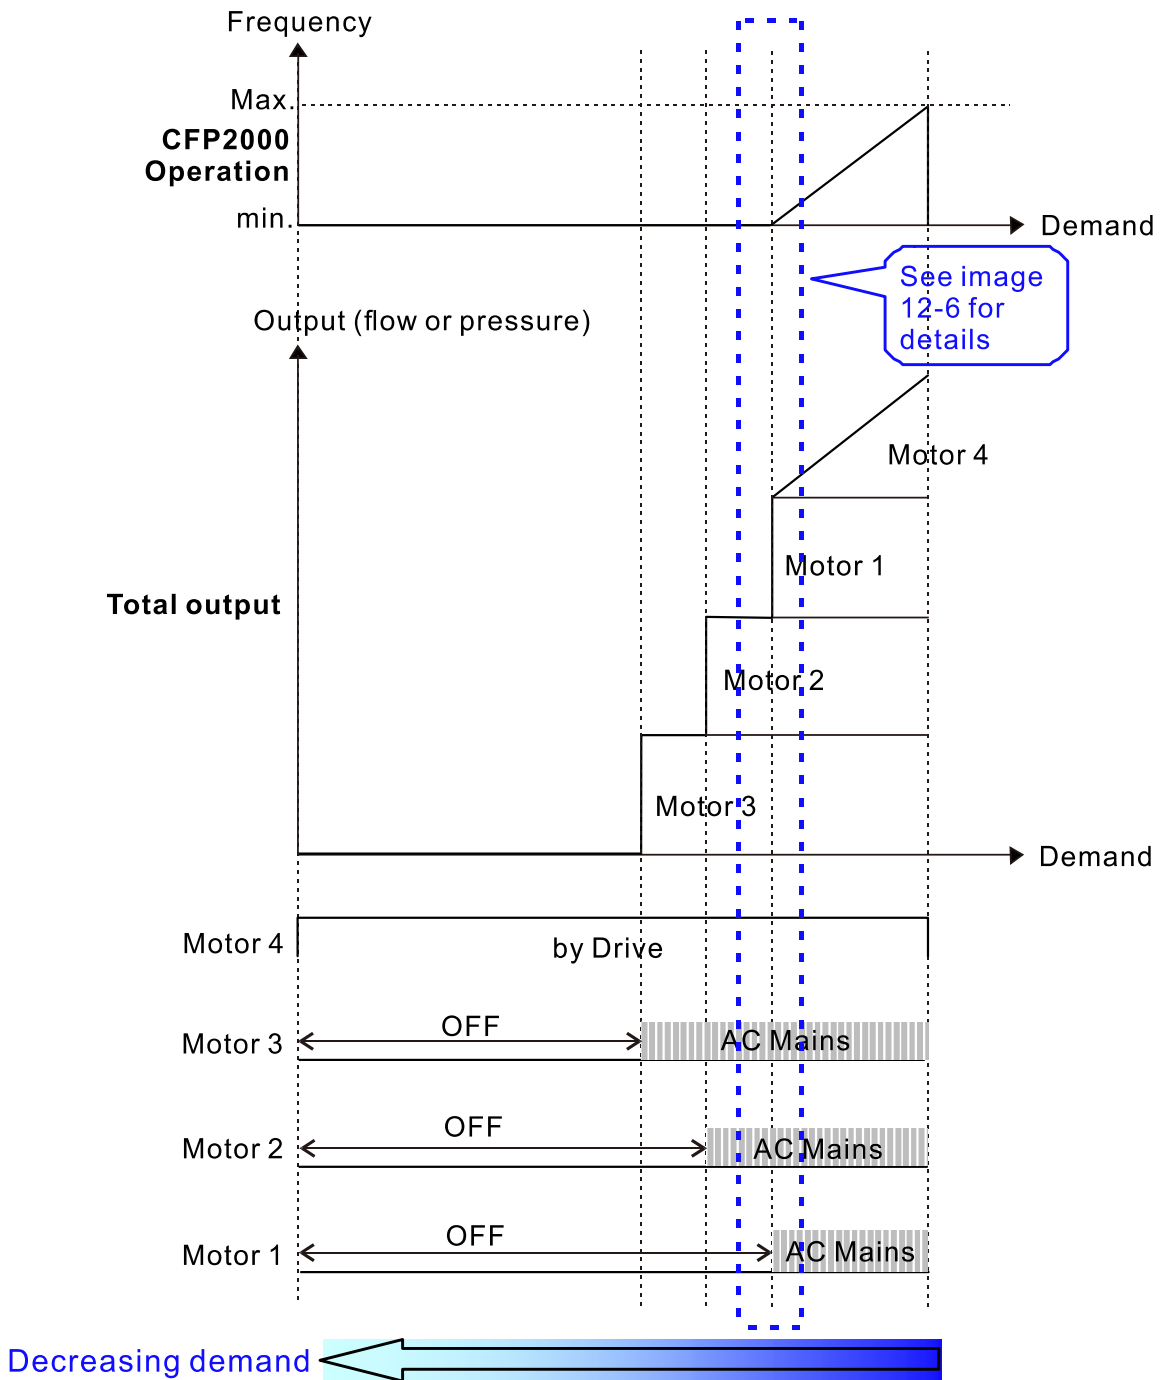 Frequency
Max.
CFP2000
Operation
min.
Demand
See image
12-6 for
details
Output (flow or pressure)
Motor 4
Motor 1
Total output
Motor 2
Motor 3
Demand
Motor 4
by Drive
OFF
Motor 3
AC Mains
OFF
Motor 2
AC Mains
OFF
Motor 1
AC Mains
Decreasing demand